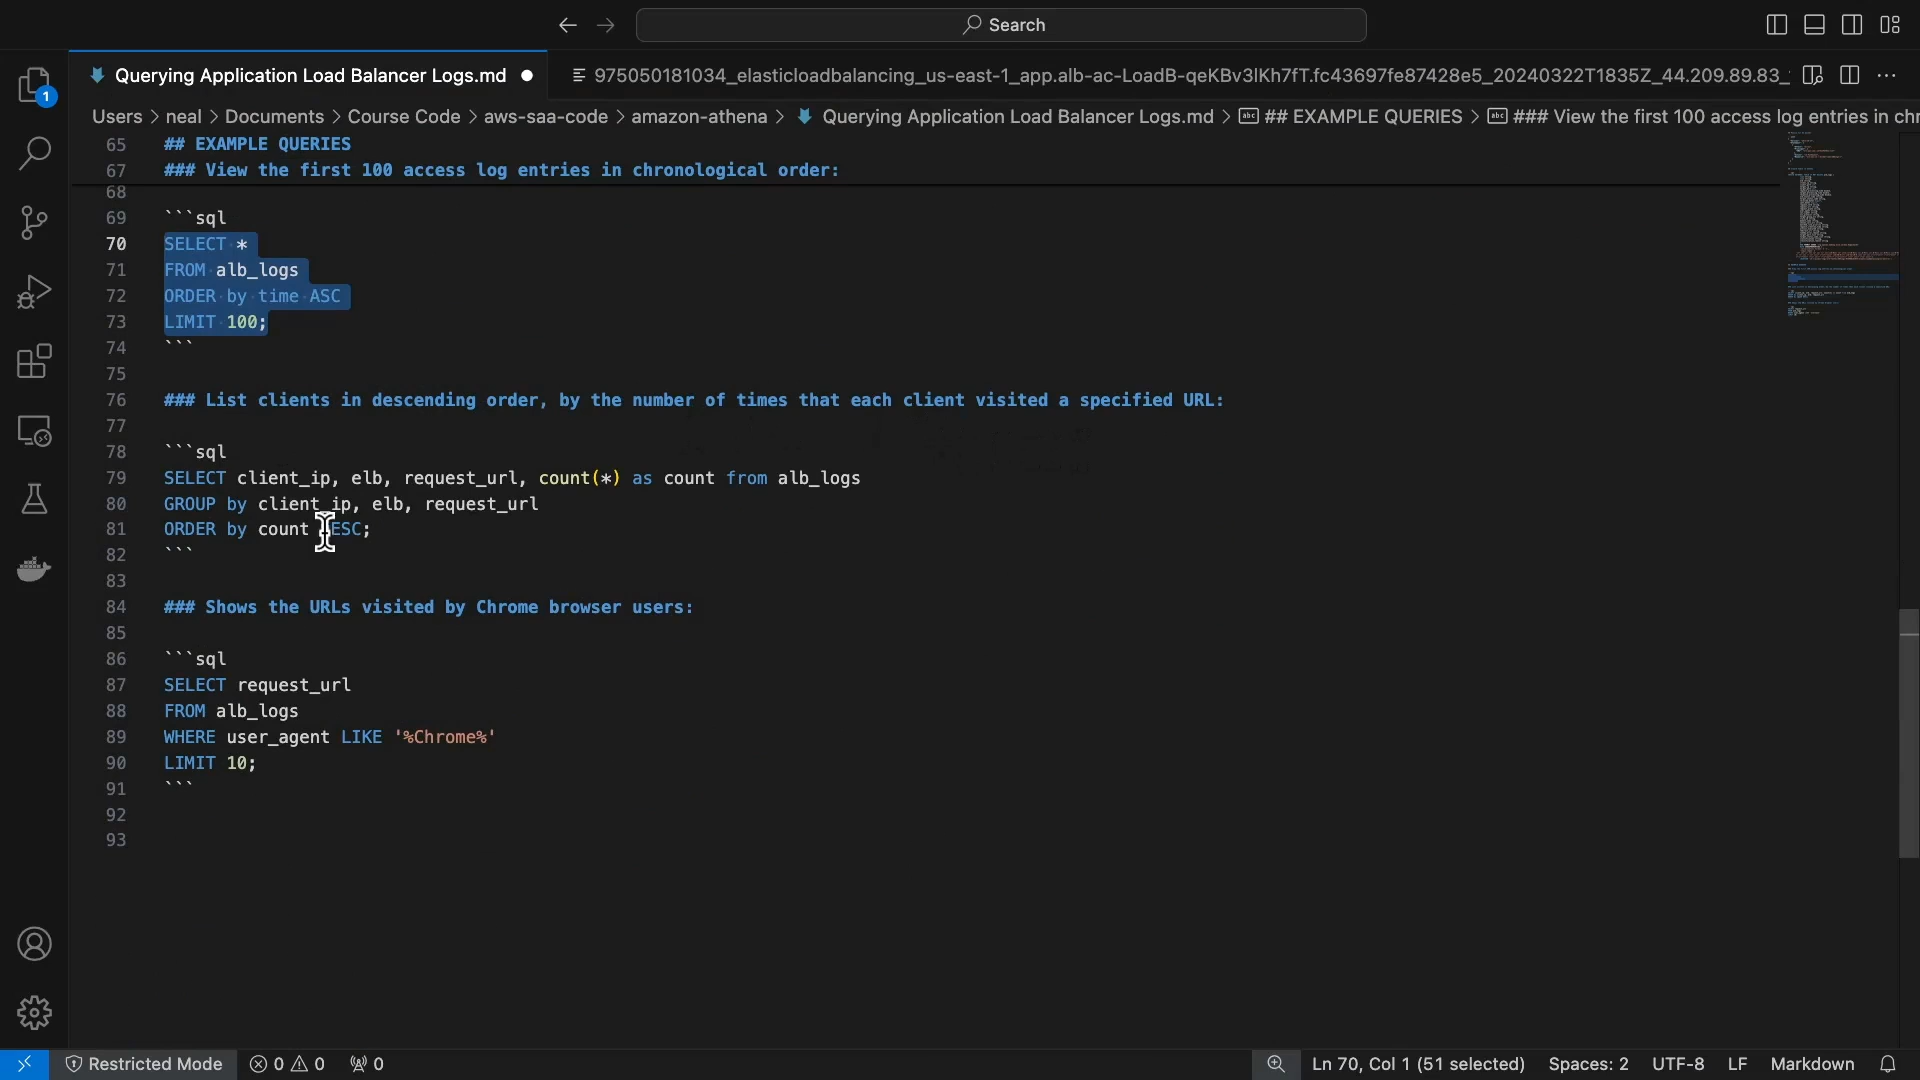 Search
Querying Application Load Balancer Logs.md
975050181034_elasticloadbalancing_us-east-1_app.alb-ac-LoadB-qeKBv3lKh7fT.fc43697fe87428e5_20240322T1835Z_44.209.89.83_
1
Users > neal > Documents > Course Code > aws-saa-code > amazon-athena > Querying Application Load Balancer Logs.md > ## EXAMPLE QUERIES > ### View the first 100 access log entries in chr
65 ## EXAMPLE QUERIES
67 ### View the first 100 access log entries in chronological order:
68
69 ```sql
70 SELECT *
71 FROM alb_logs
72 ORDER by time ASC
73 LIMIT 100;
74 ```
75
76 ### List clients in descending order, by the number of times that each client visited a specified URL:
77
78 ```sql
79 SELECT client_ip, elb, request_url, count(*) as count from alb_logs
80 GROUP by client_ip, elb, request_url
81 ORDER by count DESC;
82 ```
83
84 ### Shows the URLs visited by Chrome browser users:
85
86 ```sql
87 SELECT request_url
88 FROM alb_logs
89 WHERE user_agent LIKE '%Chrome%'
90 LIMIT 10;
91 ```
92
93
Restricted Mode 0 0 0 Ln 70, Col 1 (51 selected) Spaces: 2 UTF-8 LF Markdown